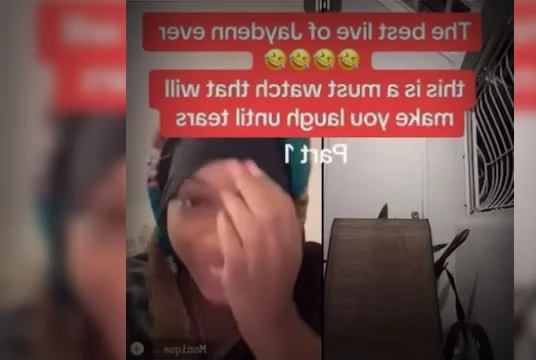 The best live of Jaydenn ever
🤣🤣🤣🤣
this is a must watch that will
make you laugh until tears
Part 1
Monique